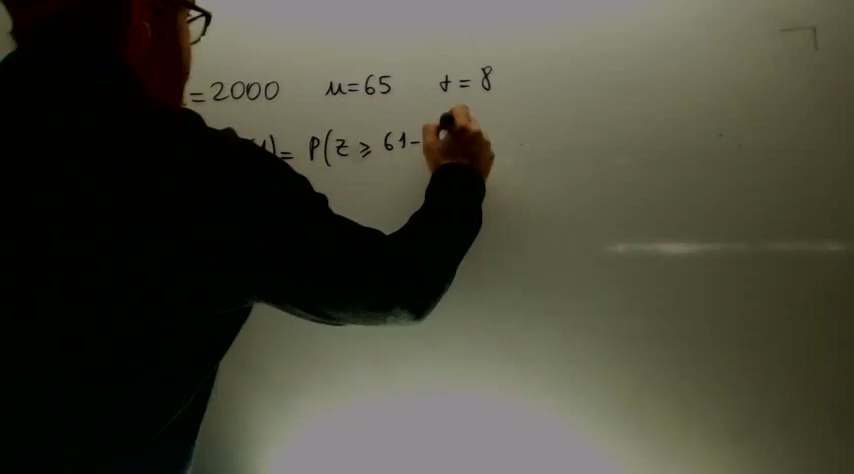 =2000 μ=65 σ=8
)= P(Z ⩾ 61-